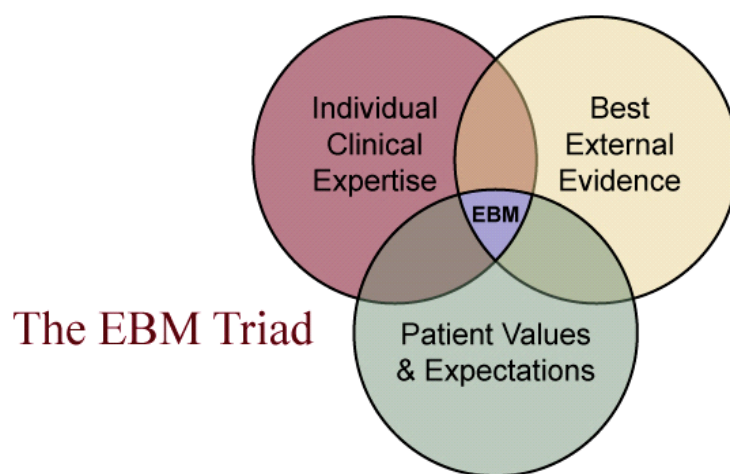 Individual
Clinical
Expertise
Best
External
Evidence
EBM
The EBM Triad
Patient Values
& Expectations